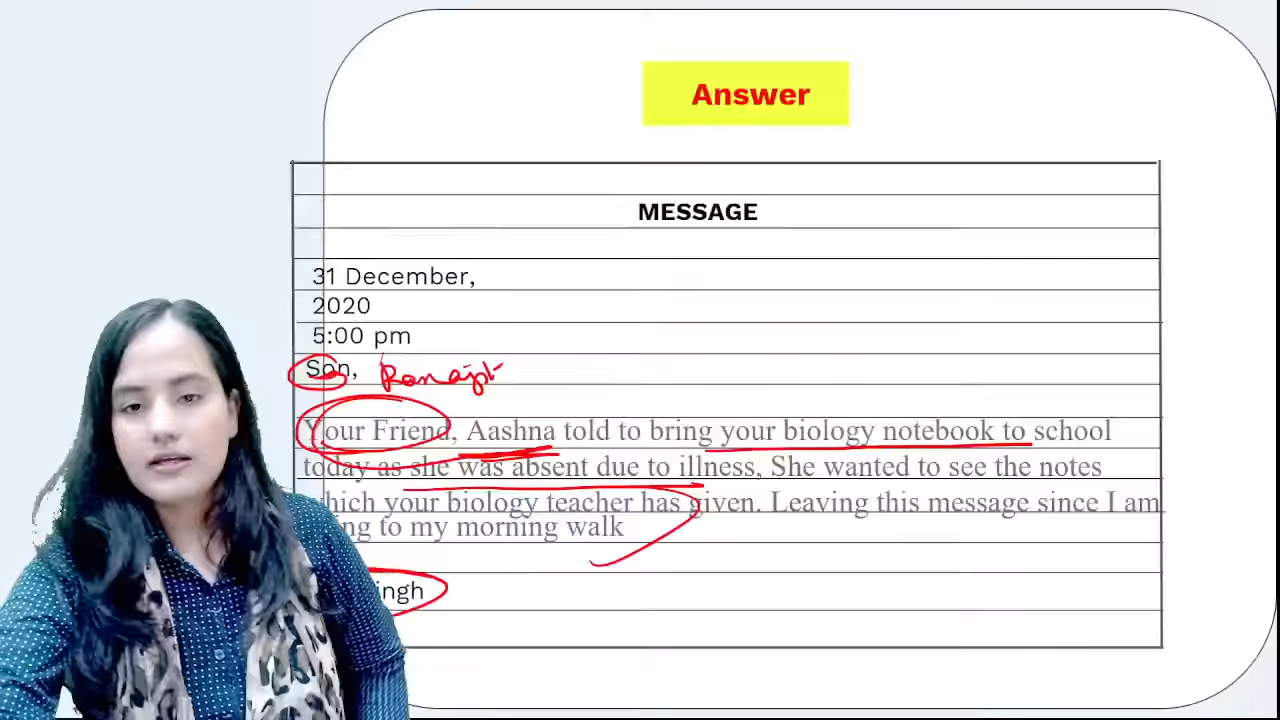 Answer
MESSAGE
31 December,
2020
5:00 pm
Son, Ranajit
Your Friend, Aashna told to bring your biology notebook to school
today as she was absent due to illness, She wanted to see the notes
which your biology teacher has given. Leaving this message since I am
to my morning walk